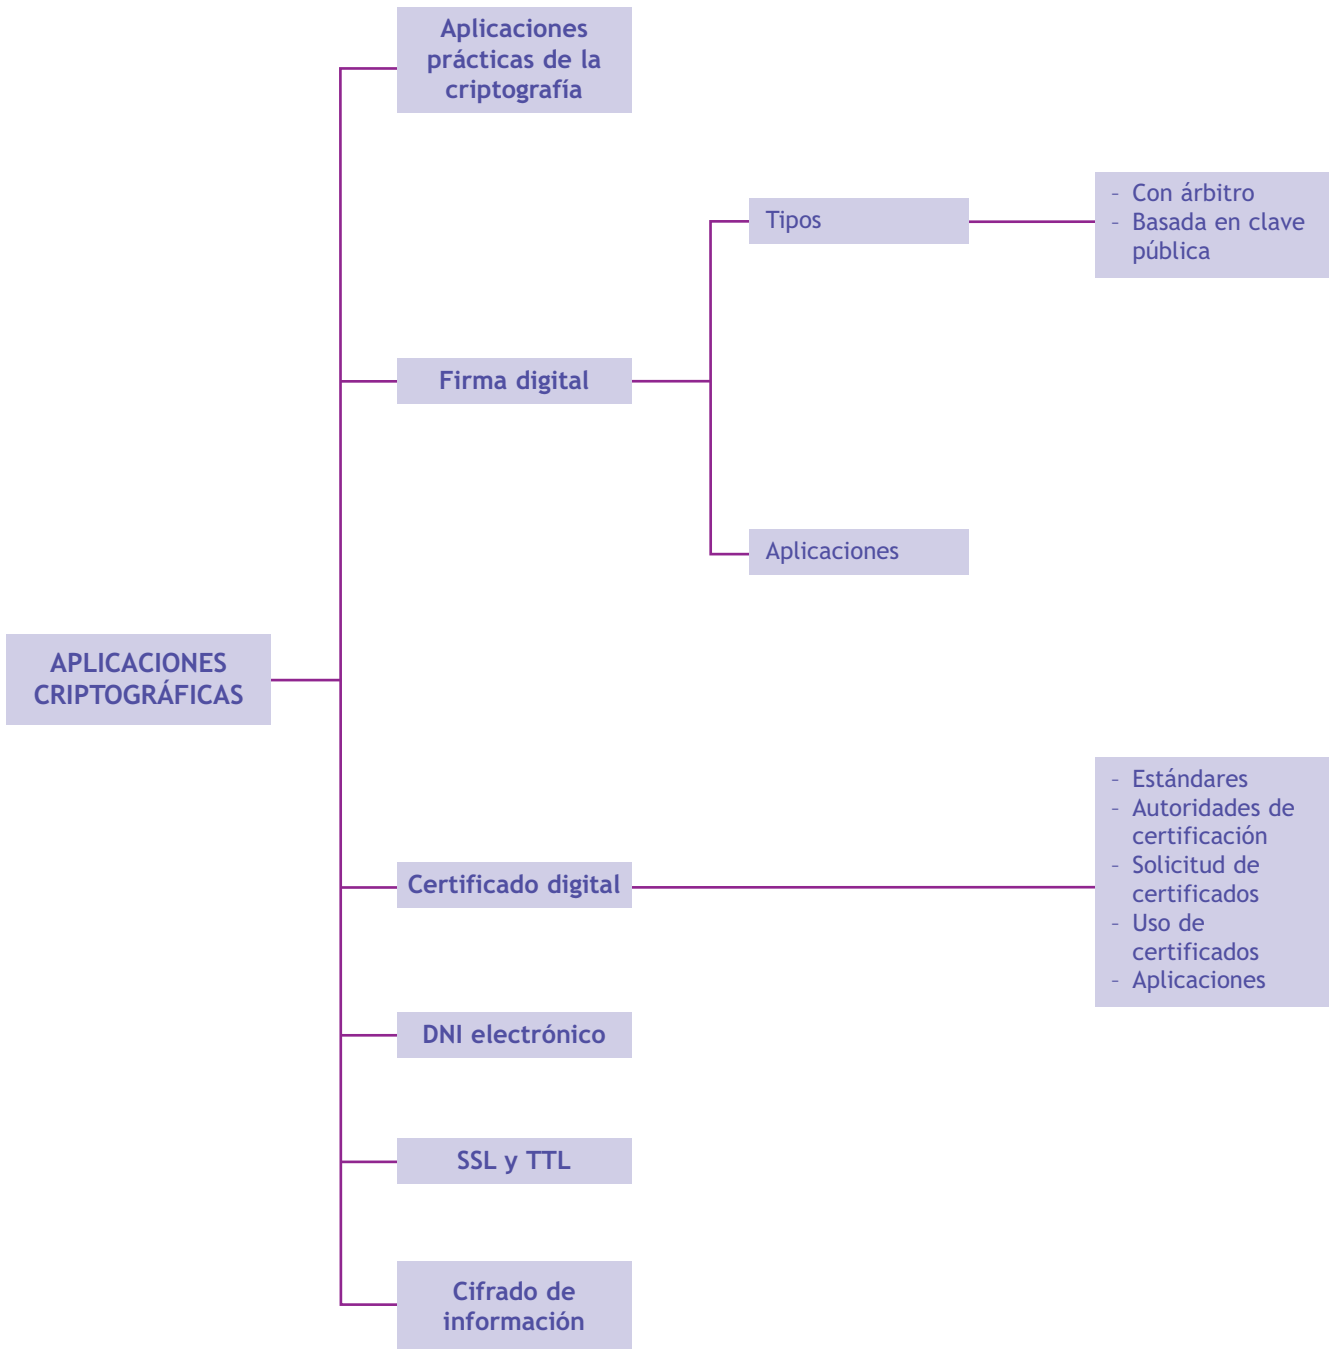 Aplicaciones
prácticas de la
criptografía
Tipos
- Con árbitro
- Basada en clave
pública
Firma digital
Aplicaciones
APLICACIONES
CRIPTOGRÁFICAS
Certificado digital
- Estándares
- Autoridades de
certificación
- Solicitud de
certificados
- Uso de
certificados
- Aplicaciones
DNI electrónico
SSL y TTL
Cifrado de
información